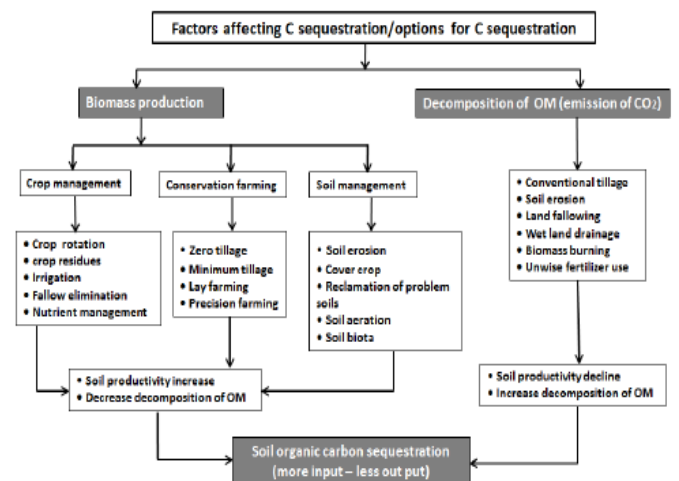 Factors affecting C sequestration/options for C sequestration
Biomass production
Decomposition of OM (emission of CO2)
Crop management
Conservation farming
Soil management
• Crop rotation
• crop residues
• Irrigation
• Fallow elimination
• Nutrient management
• Zero tillage
• Minimum tillage
• Lay farming
• Precision farming
• Soil erosion
• Cover crop
• Reclamation of problem
soils
• Soil aeration
• Soil biota
• Conventional tillage
• Soil erosion
• Land fallowing
• Wet land drainage
• Biomass burning
• Unwise fertilizer use
• Soil productivity increase
• Decrease decomposition of OM
• Soil productivity decline
• Increase decomposition of OM
Soil organic carbon sequestration
(more input – less out put)